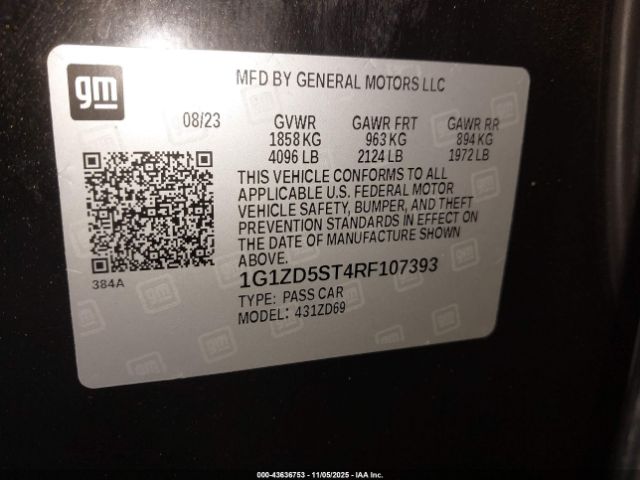 gm
MFD BY GENERAL MOTORS LLC
08/23 GVWR GAWR FRT GAWR RR
1858 KG 963 KG 894 KG
4096 LB 2124 LB 1972 LB
THIS VEHICLE CONFORMS TO ALL
APPLICABLE U.S. FEDERAL MOTOR
VEHICLE SAFETY, BUMPER, AND THEFT
PREVENTION STANDARDS IN EFFECT ON
THE DATE OF MANUFACTURE SHOWN
ABOVE.
384A
1G1ZD5ST4RF107393
TYPE: PASS CAR
MODEL: 431ZD69
000-43636753 - 11/05/2025 - IAA Inc.